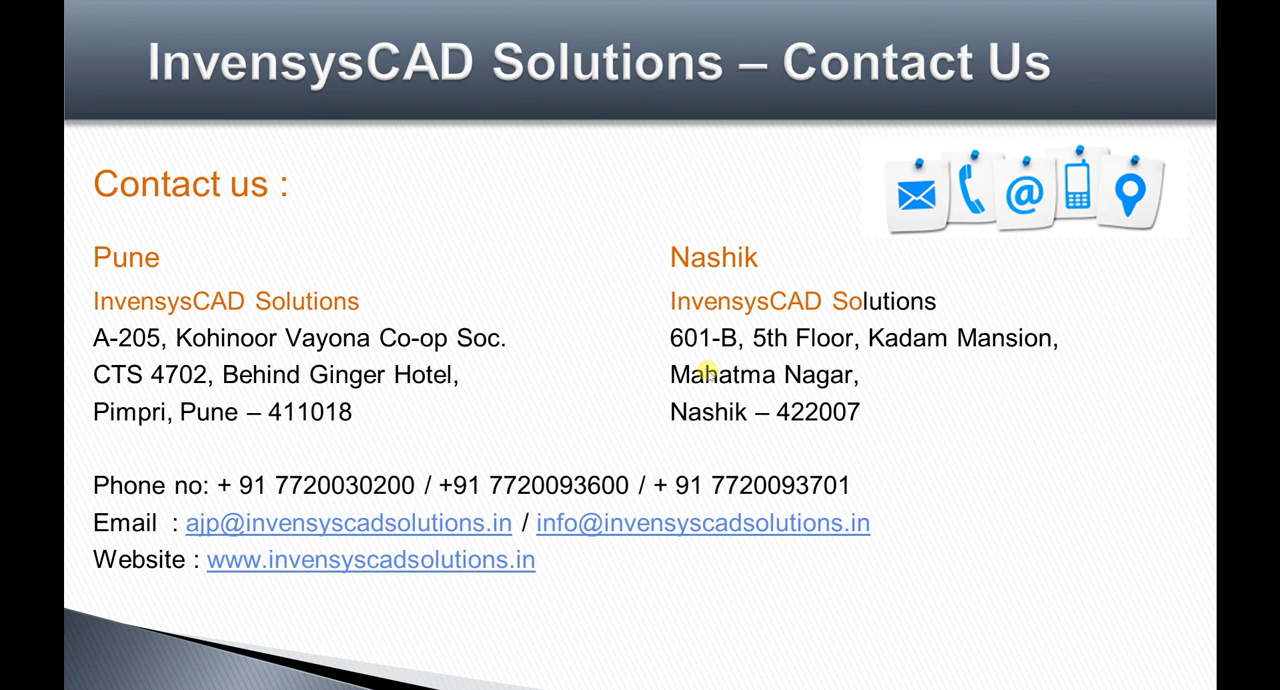 InvensysCAD Solutions – Contact Us
Contact us :
Pune
InvensysCAD Solutions
A-205, Kohinoor Vayona Co-op Soc.
CTS 4702, Behind Ginger Hotel,
Pimpri, Pune – 411018
Nashik
InvensysCAD Solutions
601-B, 5th Floor, Kadam Mansion,
Mahatma Nagar,
Nashik – 422007
Phone no: + 91 7720030200 / +91 7720093600 / + 91 7720093701
Email : ajp@invensyscadsolutions.in / info@invensyscadsolutions.in
Website : www.invensyscadsolutions.in